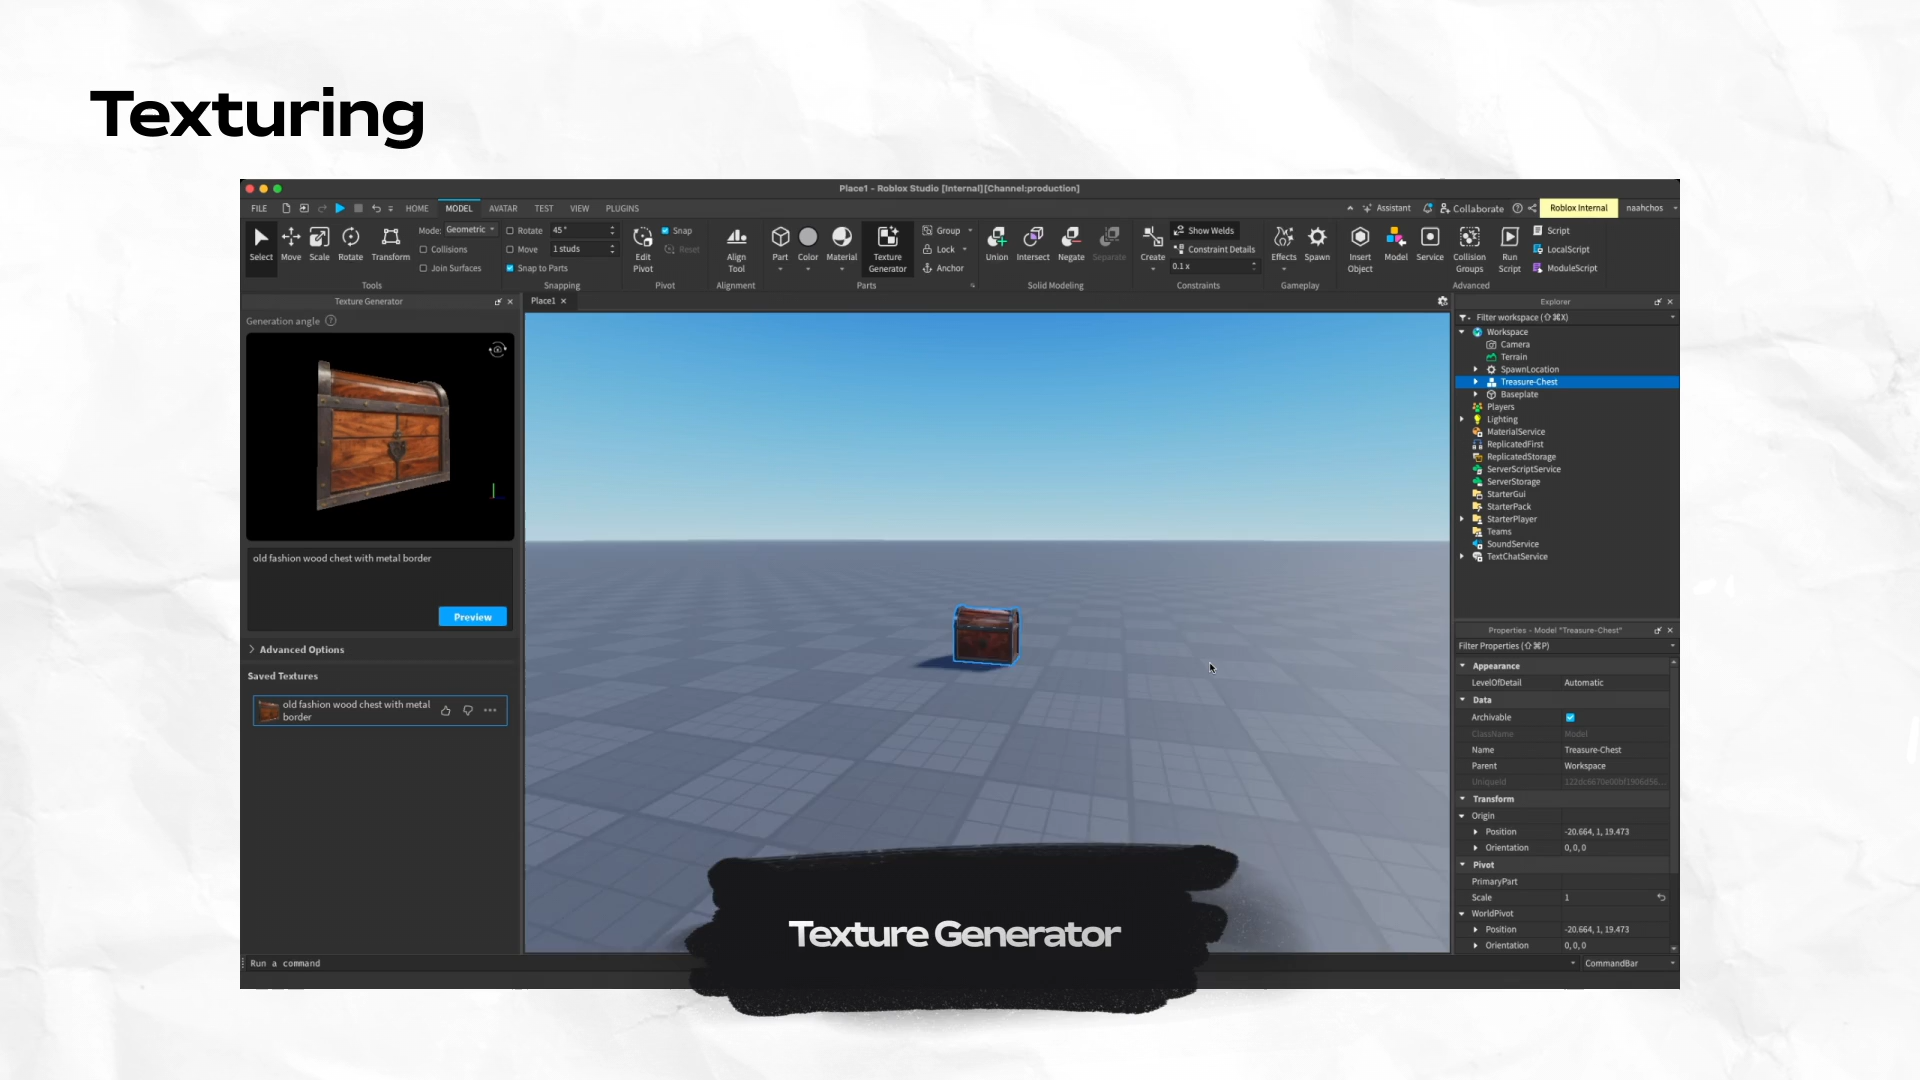 Texturing
Place1 - Roblox Studio [Internal][Channel:production]
FILE HOME MODEL AVATAR TEST VIEW PLUGINS Assistant Collaborate Roblox Internal naahchos
Mode: Geometric
Collisions
Join Surfaces
Select Move Scale Rotate Transform
Tools
Rotate 45°
Move 1 studs
Snap to Parts
Snap
Reset
Snapping
Edit
Pivot
Pivot
Align
Tool
Alignment
Part Color Material
Texture
Generator
Group
Lock
Anchor
Parts
Union Intersect Negate Separate
Solid Modeling
Create
Show Welds
Constraint Details
0.1 x
Constraints
Effects Spawn
Gameplay
Insert
Object
Model Service
Collision
Groups
Run
Script
Script
LocalScript
ModuleScript
Advanced
Texture Generator
Generation angle
old fashion wood chest with metal border
Preview
Advanced Options
Saved Textures
old fashion wood chest with metal
border
Place1
Texture Generator
Explorer
Filter workspace (⇧⌘X)
Workspace
Camera
Terrain
SpawnLocation
Treasure-Chest
Baseplate
Players
Lighting
MaterialService
ReplicatedFirst
ReplicatedStorage
ServerScriptService
ServerStorage
StarterGui
StarterPack
StarterPlayer
Teams
SoundService
TextChatService
Properties - Model "Treasure-Chest"
Filter Properties (⇧⌘P)
Appearance
LevelOfDetail Automatic
Data
Archivable
ClassName Model
Name Treasure-Chest
Parent Workspace
UniqueId
Transform
Origin
Position -20.664, 1, 19.473
Orientation 0, 0, 0
Pivot
PrimaryPart
Scale 1
WorldPivot
Position -20.664, 1, 19.473
Orientation 0, 0, 0
Run a command
CommandBar